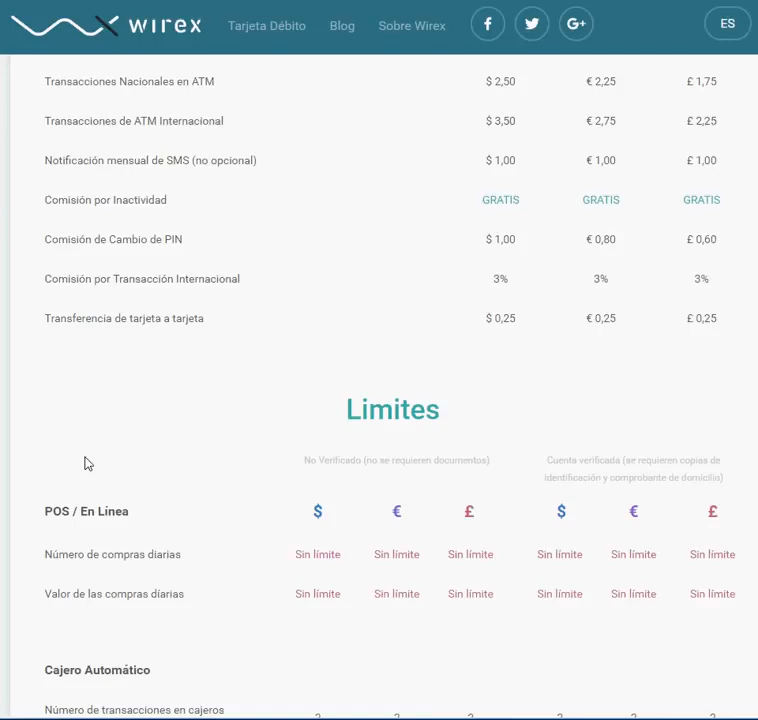 wirex Tarjeta Débito Blog Sobre Wirex f G+ ES
Transacciones Nacionales en ATM $ 2,50 € 2,25 £ 1,75
Transacciones de ATM Internacional $ 3,50 € 2,75 £ 2,25
Notificación mensual de SMS (no opcional) $ 1,00 € 1,00 £ 1,00
Comisión por Inactividad GRATIS GRATIS GRATIS
Comisión de Cambio de PIN $ 1,00 € 0,80 £ 0,60
Comisión por Transacción Internacional 3% 3% 3%
Transferencia de tarjeta a tarjeta $ 0,25 € 0,25 £ 0,25
Limites
No Verificado (no se requieren documentos)
Cuenta verificada (se requieren copias de
identificación y comprobante de domicilio)
POS / En Línea $ € £ $ € £
Número de compras diarias Sin límite Sin límite Sin límite Sin límite Sin límite Sin límite
Valor de las compras díarias Sin límite Sin límite Sin límite Sin límite Sin límite Sin límite
Cajero Automático
Número de transacciones en cajeros